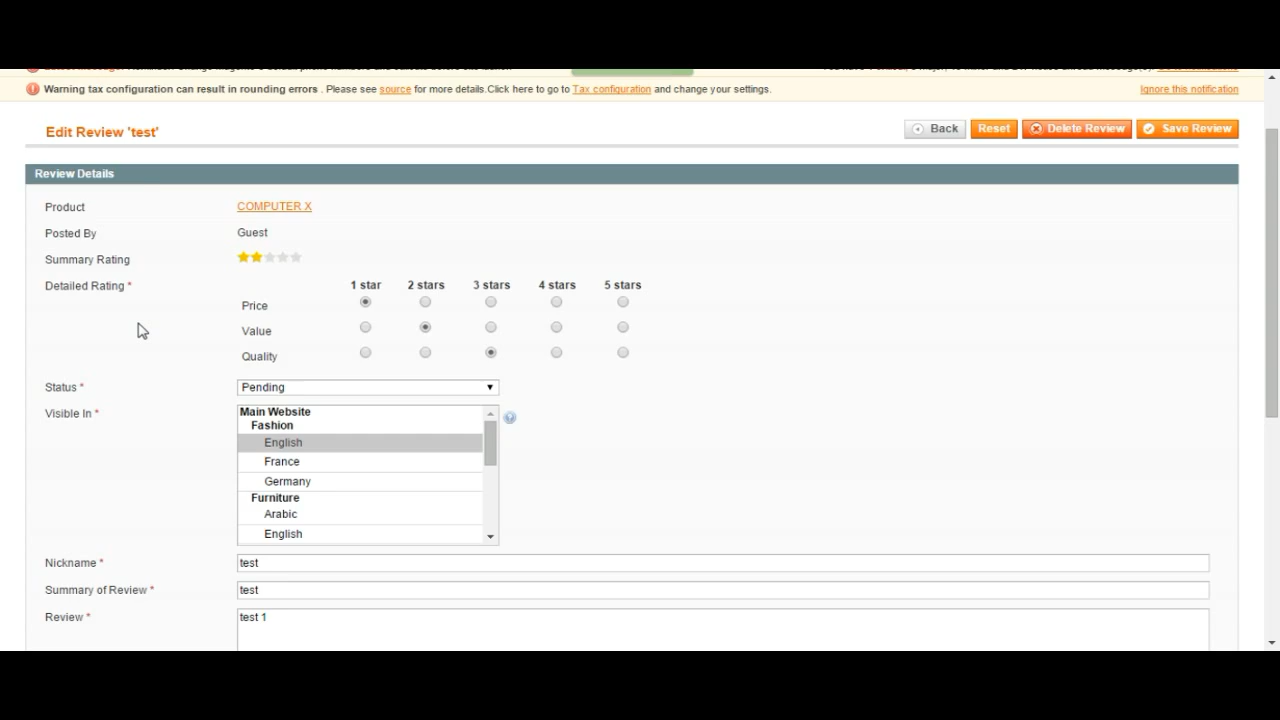 Warning tax configuration can result in rounding errors . Please see source for more details.Click here to go to Tax configuration and change your settings. Ignore this notification
Edit Review 'test' Back Reset Delete Review Save Review
Review Details
Product COMPUTER X
Posted By Guest
Summary Rating
Detailed Rating * 1 star 2 stars 3 stars 4 stars 5 stars
Price
Value
Quality
Status * Pending
Visible In * Main Website
Fashion
English
France
Germany
Furniture
Arabic
English
Nickname * test
Summary of Review * test
Review * test 1